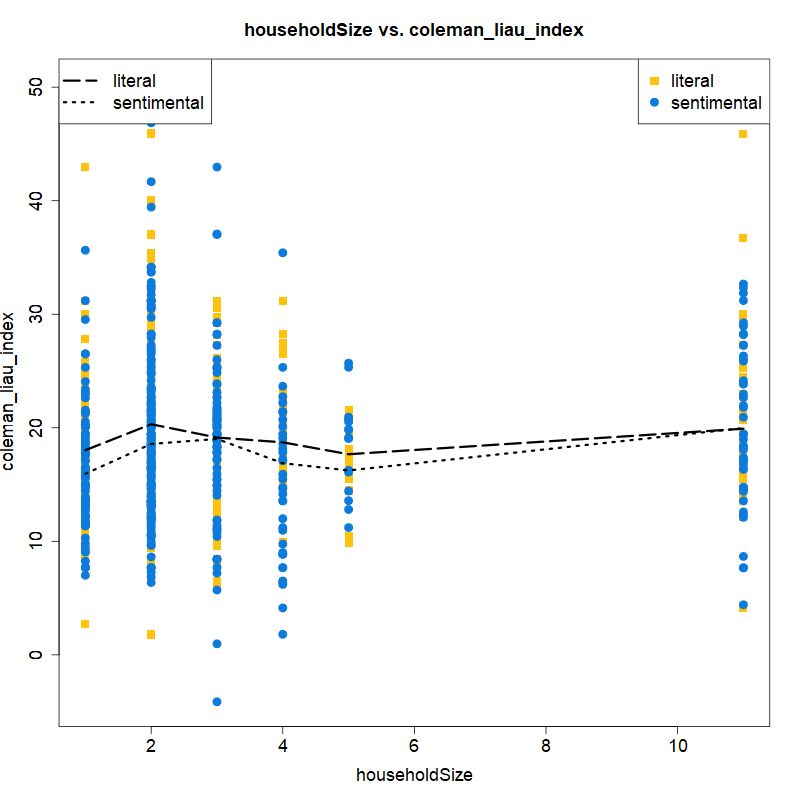 householdSize vs. coleman_liau_index
literal
sentimental
literal
sentimental
50
40
30
20
10
0
coleman_liau_index
2
4
6
8
10
householdSize